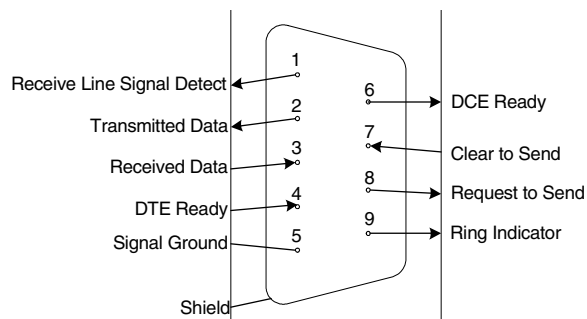 1
Receive Line Signal Detect
6
DCE Ready
2
Transmitted Data
7
Clear to Send
3
Received Data
8
Request to Send
4
DTE Ready
9
Ring Indicator
5
Signal Ground
Shield